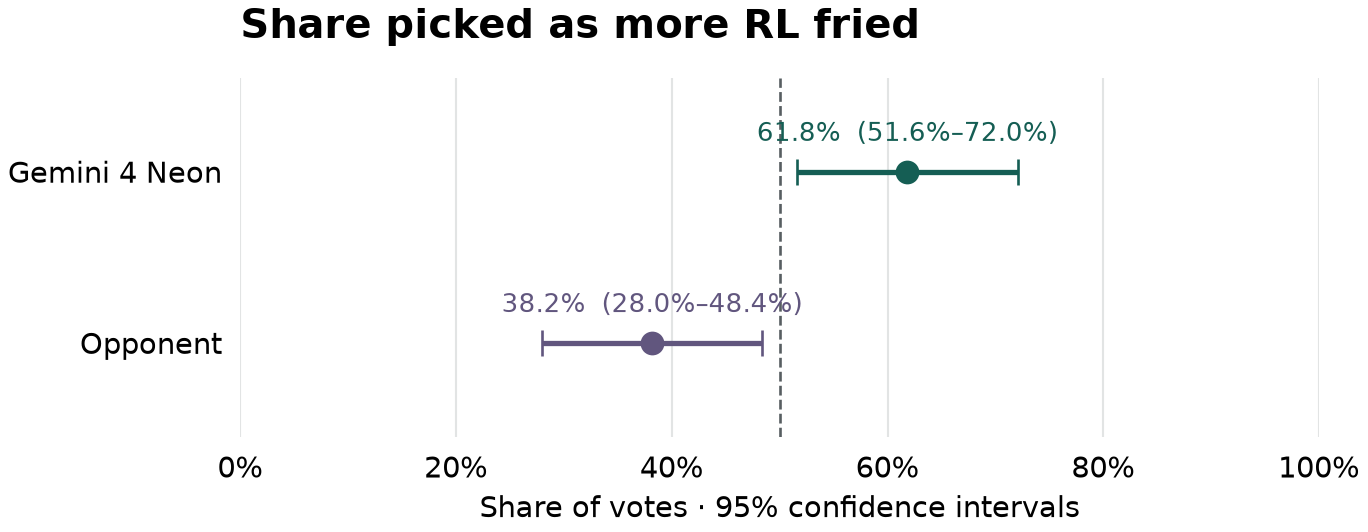 Share picked as more RL fried
61.8% (51.6%–72.0%)
Gemini 4 Neon
38.2% (28.0%–48.4%)
Opponent
0% 20% 40% 60% 80% 100%
Share of votes · 95% confidence intervals